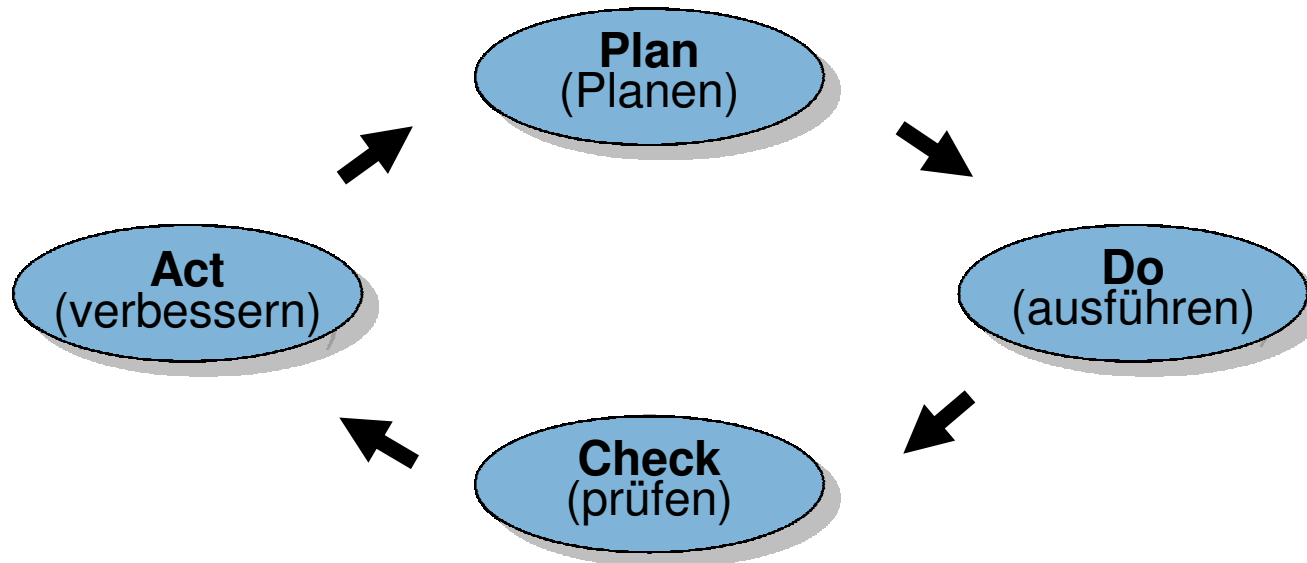 Plan
(Planen)
Act
(verbessern)
Do
(ausführen)
Check
(prüfen)